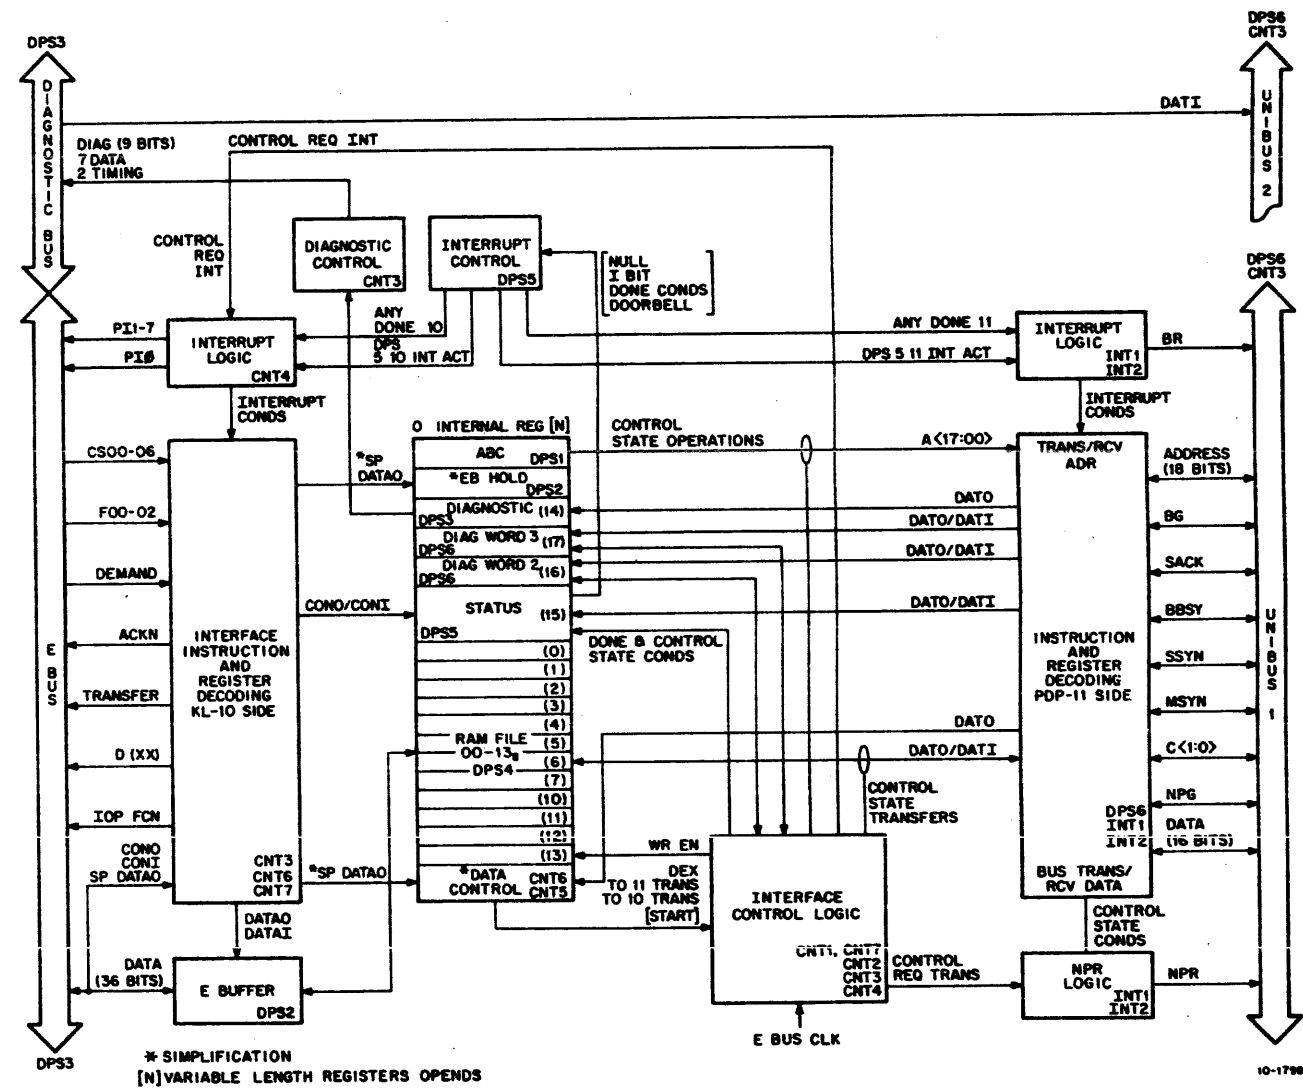 DPS3
DPS6
CNT3
DIAGNOSTIC BUS
UNIBUS 2
DATI
DIAG (9 BITS)
7 DATA
2 TIMING
CONTROL REQ INT
CONTROL
REQ
INT
DIAGNOSTIC
CONTROL
CNT3
INTERRUPT
CONTROL
DPS5
NULL
I BIT
DONE CONDS
DOORBELL
DPS6
CNT3
PI1-7
PI0
INTERRUPT
LOGIC
CNT4
ANY
DONE 10
DPS
5 10 INT ACT
ANY DONE 11
DPS 5 11 INT ACT
INTERRUPT
LOGIC
INT1
INT2
BR
INTERRUPT
CONDS
INTERRUPT
CONDS
O INTERNAL REG [N]
CONTROL
STATE OPERATIONS
A<17:00>
E BUS
CS00-06
F00-02
DEMAND
ACKN
TRANSFER
D (XX)
IOP FCN
CONO
CONI
SP DATAO
INTERFACE
INSTRUCTION
AND
REGISTER
DECODING
KL-10 SIDE
CNT3
CNT6
CNT7
*SP
DATAO
CONO/CONI
*SP DATAO
ABC
DPS1
*EB HOLD
DPS2
DIAGNOSTIC (14)
DPS3
DIAG WORD 3 (17)
DPS6
DIAG WORD 2 (16)
DPS6
STATUS
(15)
DPS5
(0)
(1)
(2)
(3)
(4)
RAM FILE
(5)
00-13₈
(6)
DPS4
(7)
(10)
(11)
(12)
(13)
*DATA
CONTROL
CNT6
CNT5
DATO
DATO/DATI
DATO/DATI
DATO/DATI
DONE & CONTROL
STATE CONDS
DATO
DATO/DATI
CONTROL
STATE
TRANSFERS
TRANS/RCV
ADR
INSTRUCTION
AND
REGISTER
DECODING
PDP-11 SIDE
DPS6
INT1
INT2
BUS TRANS/
RCV DATA
ADDRESS
(18 BITS)
BG
SACK
BBSY
SSYN
MSYN
C<1:0>
NPG
DATA
(16 BITS)
UNIBUS 1
WR EN
DEX
TO 11 TRANS
TO 10 TRANS
[START]
INTERFACE
CONTROL LOGIC
CNT1, CNT7
CNT2
CNT3
CNT4
CONTROL
REQ TRANS
CONTROL
STATE
CONDS
NPR
LOGIC
INT1
INT2
NPR
DATAO
DATAI
DATA
(36 BITS)
E BUFFER
DPS2
E BUS CLK
DPS3
* SIMPLIFICATION
[N] VARIABLE LENGTH REGISTERS OPENDS
10-1798